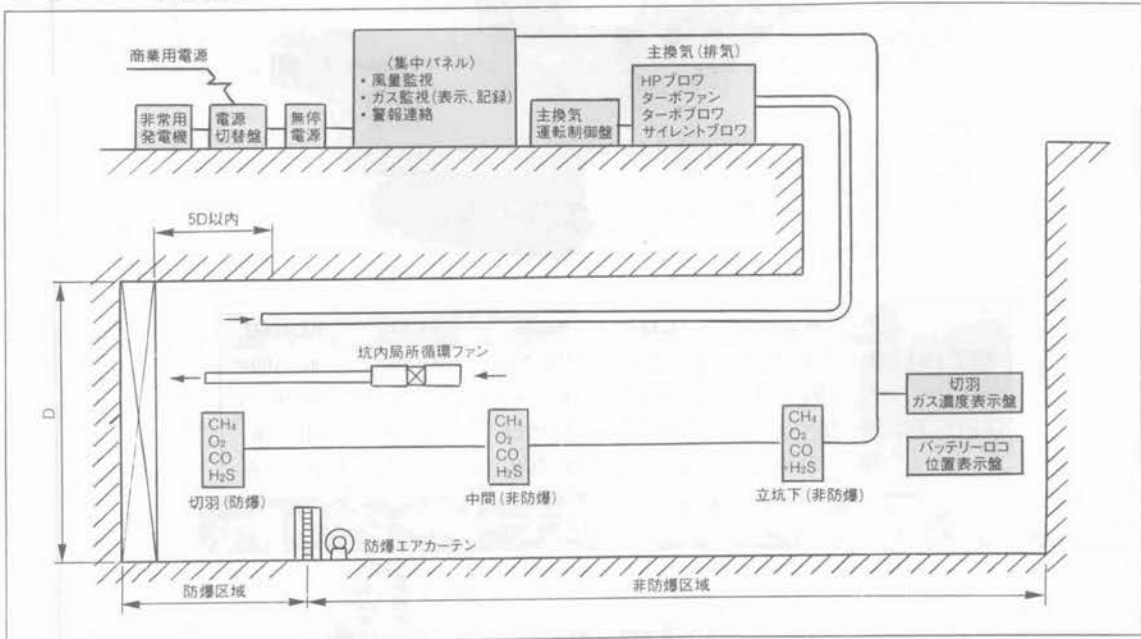 商業用電源
非常用
発電機
電源
切替盤
無停
電源
〈集中パネル〉
• 風量監視
• ガス監視(表示、記録)
• 警報連絡
主換気
運転制御盤
主換気(排気)
HPブロワ
ターボファン
ターボブロワ
サイレントブロワ
5D以内
D
坑内局所循環ファン
CH₄
O₂
CO
H₂S
切羽(防爆)
CH₄
O₂
CO
H₂S
中間(非防爆)
CH₄
O₂
CO
H₂S
立坑下(非防爆)
切羽
ガス濃度表示盤
バッテリーロコ
位置表示盤
防爆エアカーテン
防爆区域
非防爆区域